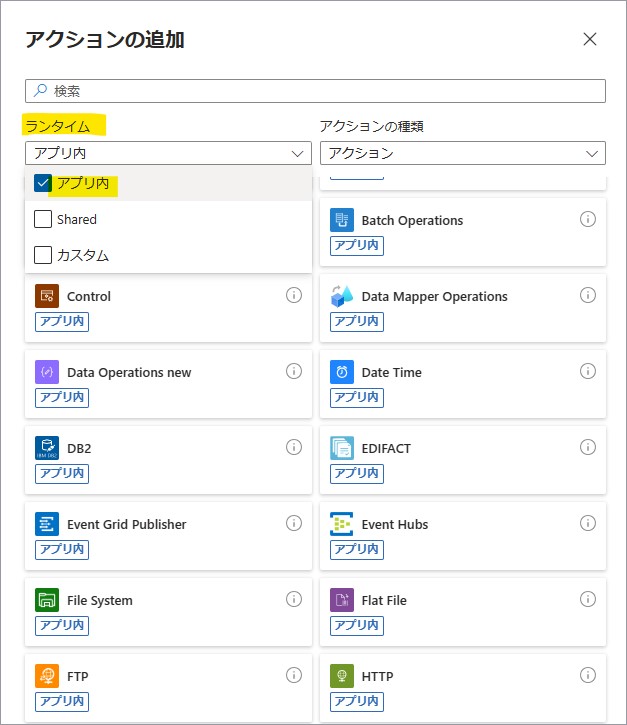 アクションの追加
検索
ランタイム
アクションの種類
アプリ内
アクション
アプリ内
Shared
カスタム
Batch Operations
アプリ内
Control
アプリ内
Data Mapper Operations
アプリ内
Data Operations new
アプリ内
Date Time
アプリ内
IBM DB2
DB2
アプリ内
EDIFACT
アプリ内
Event Grid Publisher
アプリ内
Event Hubs
アプリ内
File System
アプリ内
Flat File
アプリ内
FTP
アプリ内
HTTP
アプリ内